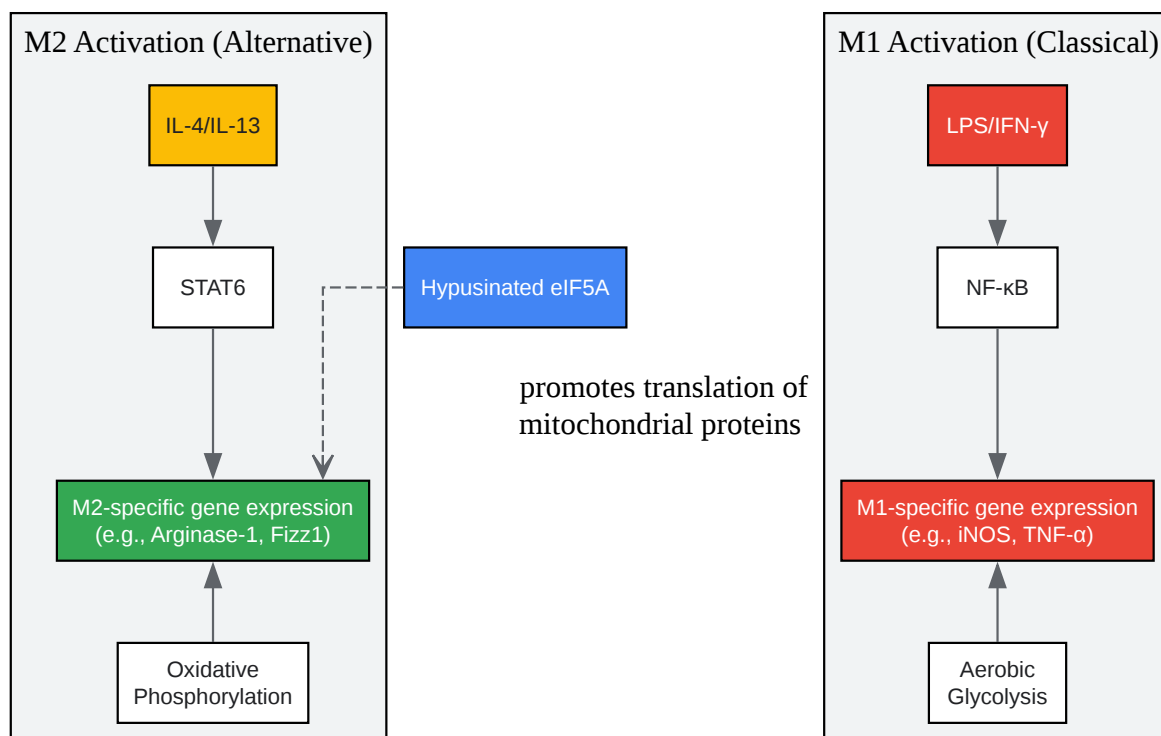 M2 Activation (Alternative)
IL-4/IL-13
STAT6
M2-specific gene expression
(e.g., Arginase-1, Fizz1)
Oxidative
Phosphorylation
Hypusinated eIF5A
promotes translation of
mitochondrial proteins
M1 Activation (Classical)
LPS/IFN-γ
NF-κB
M1-specific gene expression
(e.g., iNOS, TNF-α)
Aerobic
Glycolysis